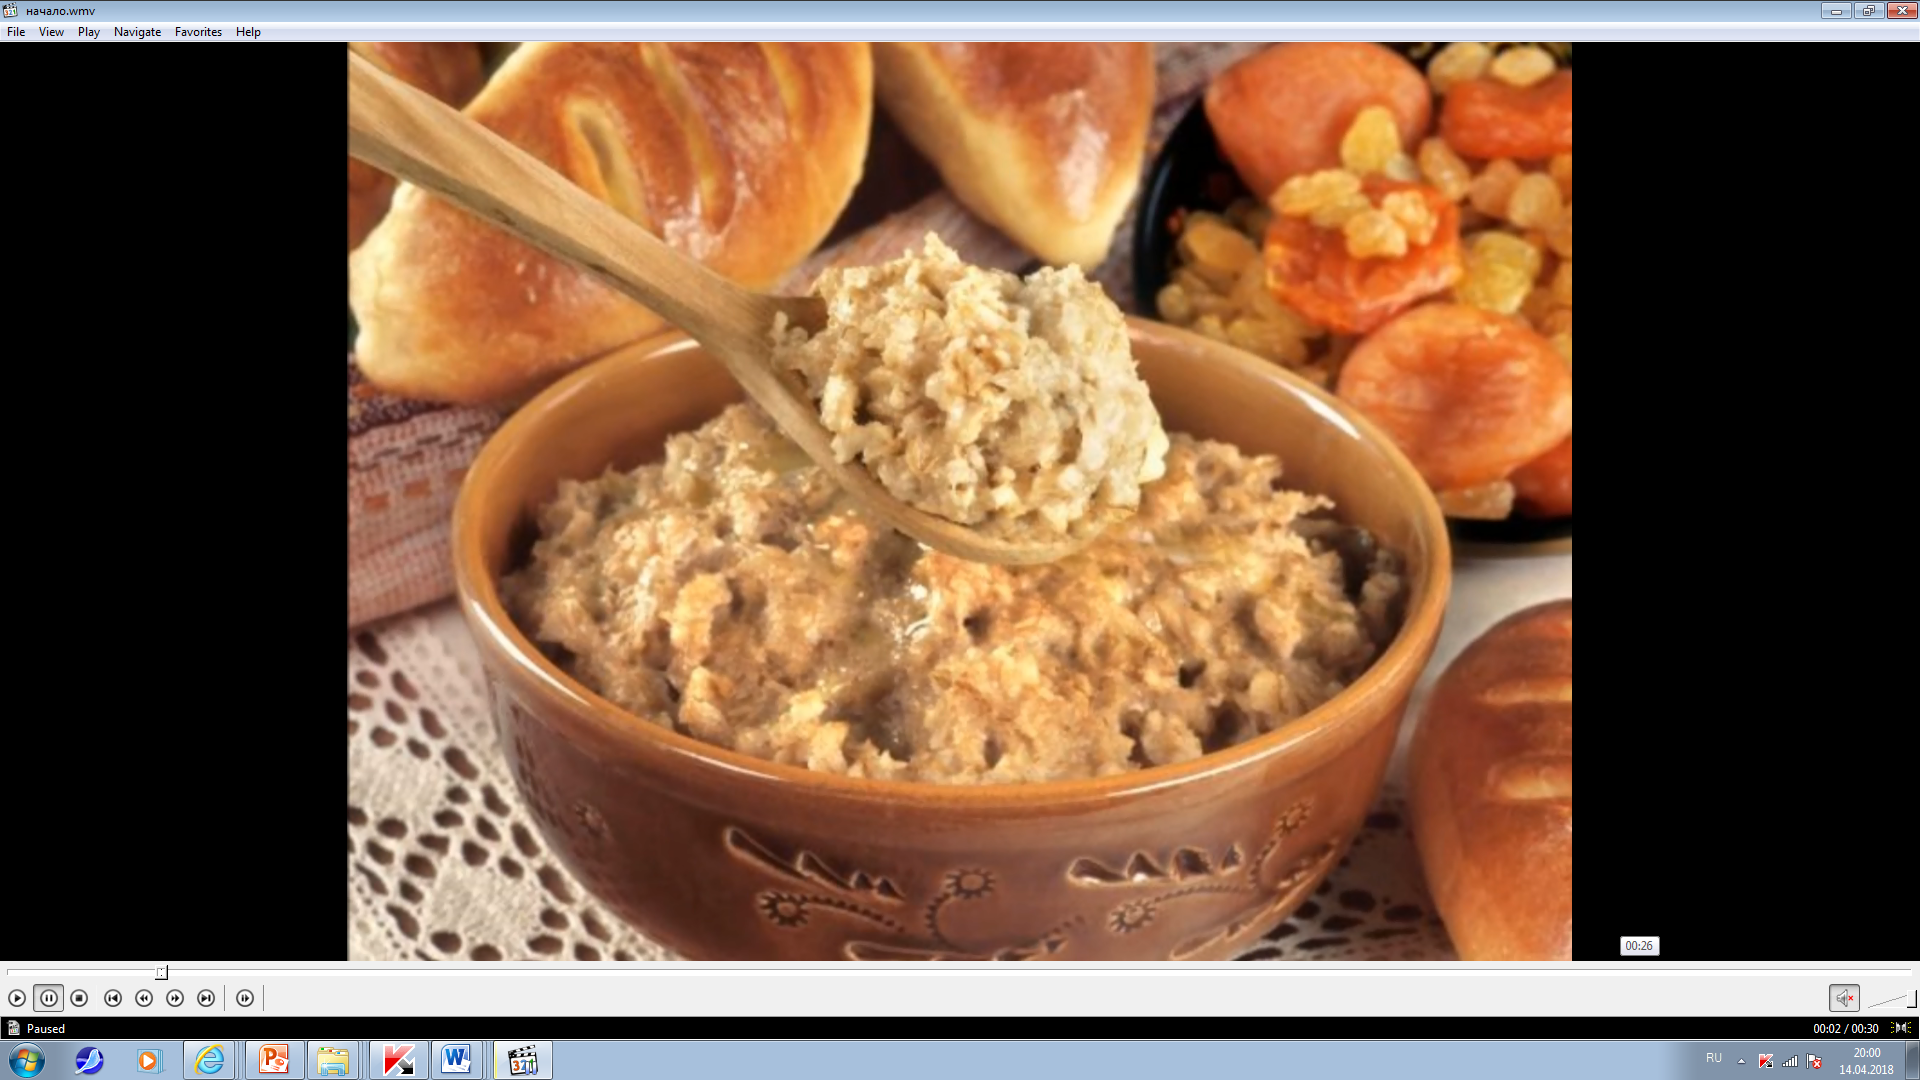 начало.wmv
File View Play Navigate Favorites Help
00:26
Paused
00:02 / 00:30
RU
20:00
14.04.2018